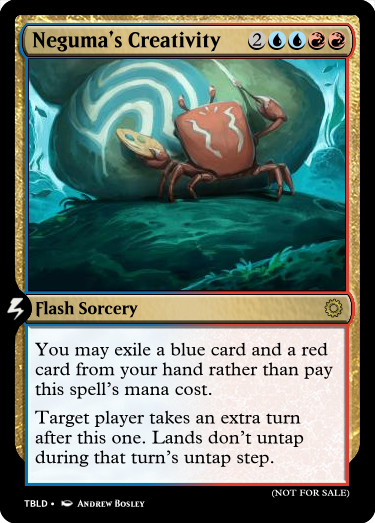 Neguma's Creativity 2
Flash Sorcery
You may exile a blue card and a red
card from your hand rather than pay
this spell's mana cost.
Target player takes an extra turn
after this one. Lands don't untap
during that turn's untap step.
(NOT FOR SALE)
TBLD • Andrew Bosley